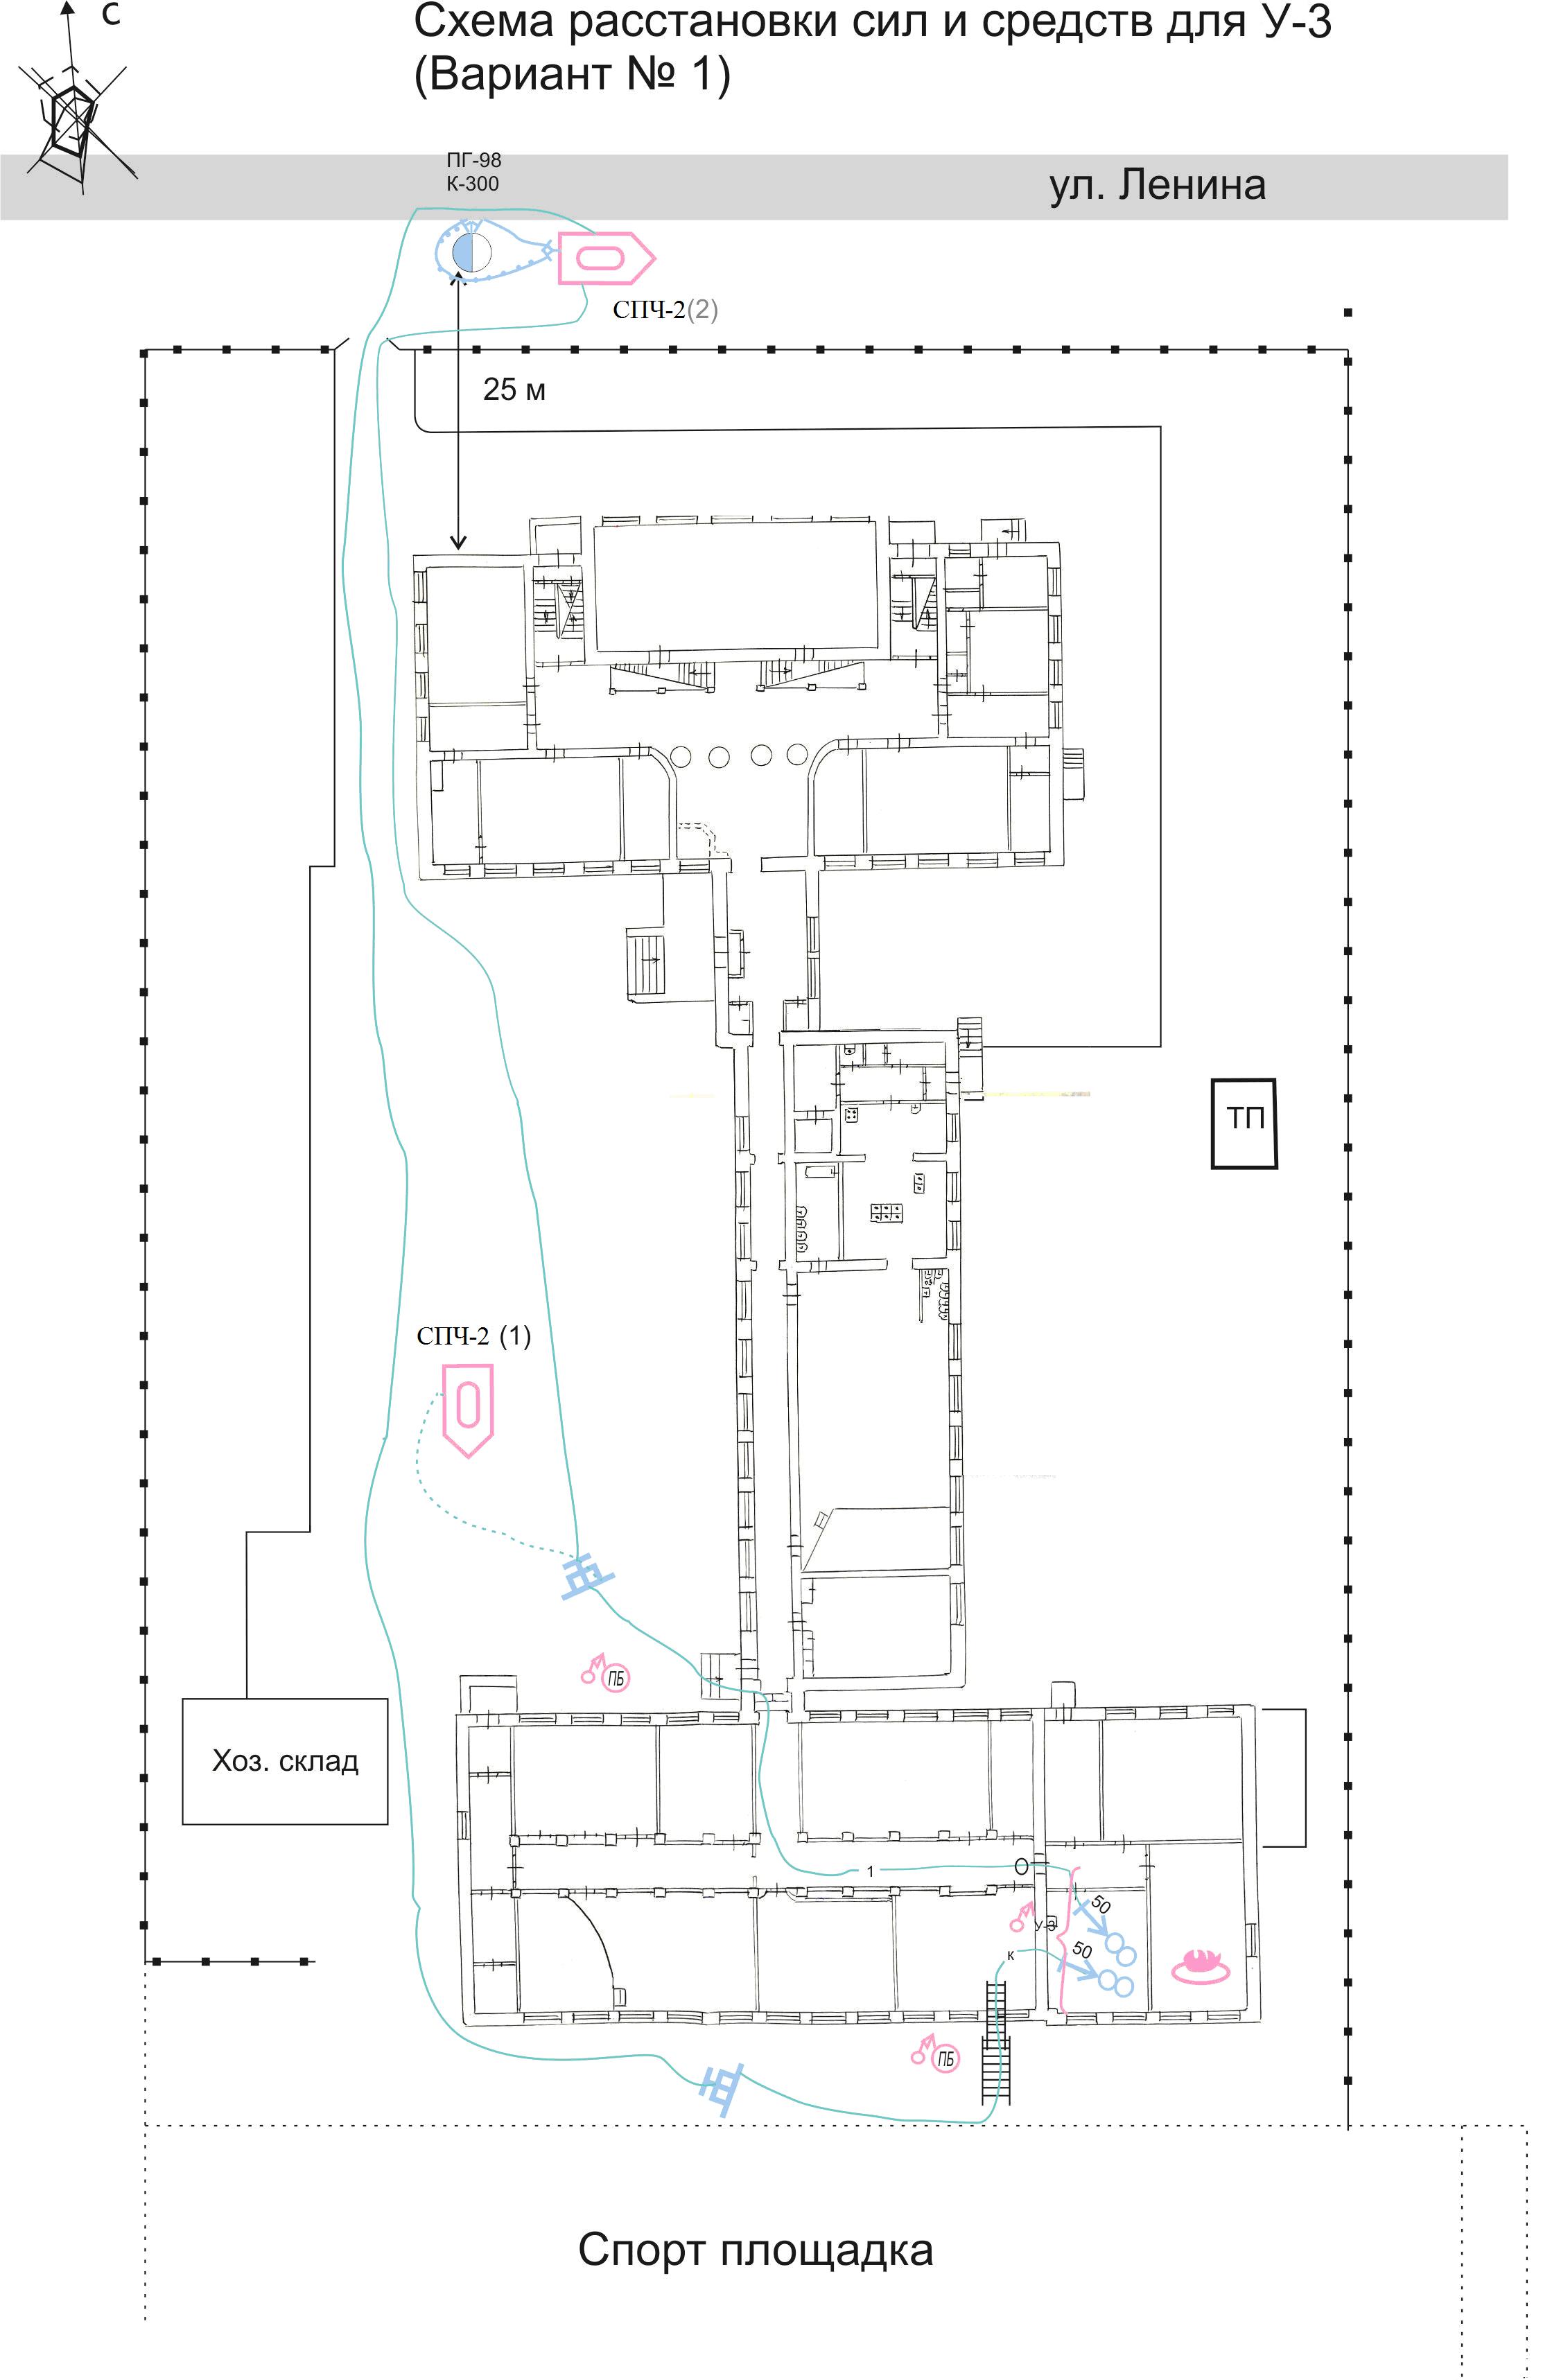 С
Схема расстановки сил и средств для У-3
(Вариант № 1)
ПГ-98
К-300
ул. Ленина
СПЧ-2(2)
25 м
ТП
СПЧ-2 (1)
ПБ
Хоз. склад
1
50
У-3
50
К
ПБ
Спорт площадка